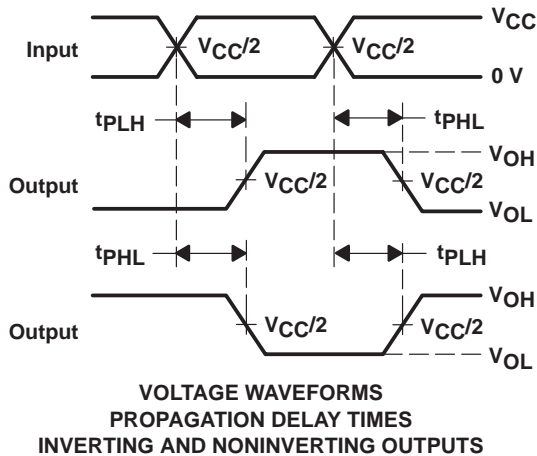 VCC
Input VCC/2 VCC/2
0 V
tPLH tPHL
VOH
Output VCC/2 VCC/2
VOL
tPHL tPLH
VOH
Output VCC/2 VCC/2
VOL
VOLTAGE WAVEFORMS
PROPAGATION DELAY TIMES
INVERTING AND NONINVERTING OUTPUTS